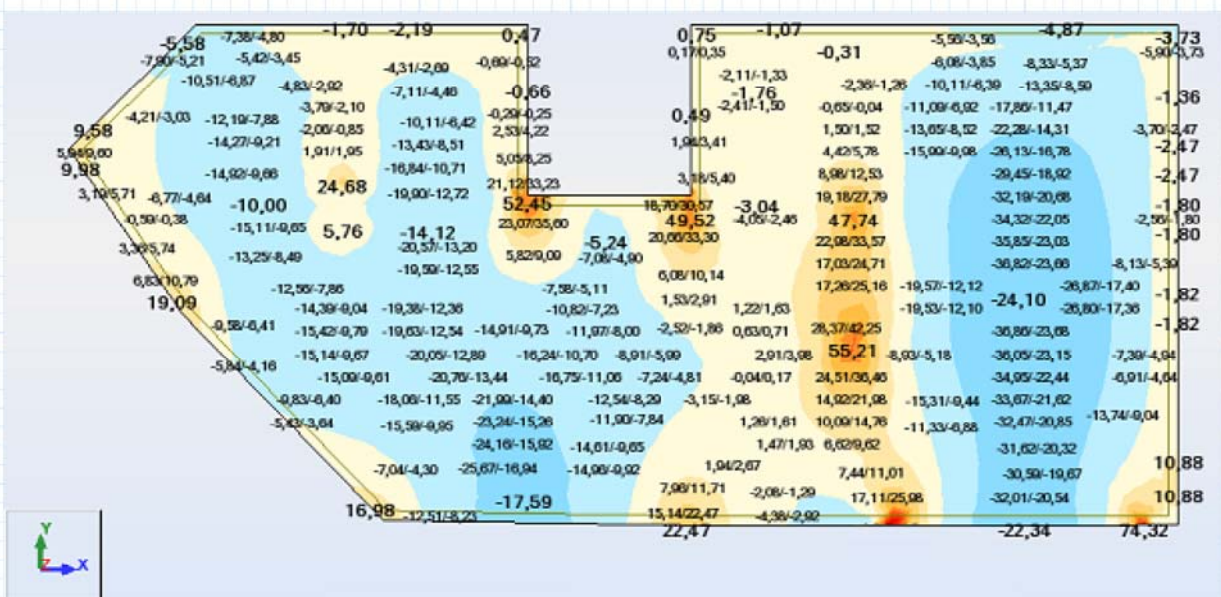 -1,70 -2,19 0,47 0,75 -1,07 -4,87 -3,73
-7,38/-4,80 -5,56/-3,56
-5,58 -5,42/-3,45 0,17/0,35 -0,31
-7,90/-5,21 -0,69/-0,52 -6,08/-3,85 -8,33/-5,37
-10,51/-6,87 -4,83/-2,92 -4,31/-2,69 -2,11/-1,33 -2,36/-1,26 -10,11/-6,39 -13,35/-8,59
-7,11/-4,46 -0,66 -1,76 -1,36
-3,79/-2,10 -2,41/-1,50 -0,65/-0,04 -11,09/-6,92 -17,86/-11,47
-4,21/-3,03 -12,19/-7,88 -10,11/-6,42 -0,29/-0,25 0,49
9,58 -2,06/-0,85 2,53/4,22 1,50/1,52 -13,65/-8,52 -22,28/-14,31 -3,70/-2,47
-14,27/-9,21 1,91/1,95 -13,43/-8,51 1,94/3,41 4,42/5,78 -15,99/-9,98 -26,13/-16,78 -2,47
9,98 -14,92/-9,66 -16,84/-10,71 5,05/8,25 3,18/5,40 8,98/12,53 -29,45/-18,92 -2,47
3,19/5,71 -6,77/-4,64 24,68 -19,90/-12,72 21,12/33,23 19,18/27,79 -32,19/-20,68
-10,00 52,45 18,70/30,57 -3,04 -1,80
-0,59/-0,38 -15,11/-9,65 5,76 -14,12 23,07/35,60 49,52 -4,05/-2,46 47,74 -34,32/-22,05 -1,80
3,36/5,74 -20,57/-13,20 -5,24 20,66/33,30 22,98/33,57 -35,85/-23,03
-13,25/-8,49 -19,59/-12,55 5,82/9,09 -7,08/-4,90 17,03/24,71 -36,82/-23,66 -8,13/-5,39
6,83/10,79 -12,56/-7,86 -7,58/-5,11 6,08/10,14 17,26/25,16 -19,57/-12,12 -26,87/-17,40
19,09 -14,39/-9,04 -19,38/-12,36 -10,82/-7,23 1,53/2,91 1,22/1,63 -19,53/-12,10 -24,10 -26,80/-17,36 -1,82
-9,58/-6,41 -15,42/-9,79 -19,63/-12,54 -14,91/-9,73 -11,97/-8,00 -2,52/-1,86 0,63/0,71 28,37/42,25 -36,86/-23,68 -1,82
-5,84/-4,16 -15,14/-9,67 -20,05/-12,89 -16,24/-10,70 -8,91/-5,99 2,91/3,98 55,21 -8,93/-5,18 -36,05/-23,15 -7,39/-4,94
-15,09/-9,61 -20,76/-13,44 -16,75/-11,06 -7,24/-4,81 -0,04/0,17 24,51/36,46 -34,95/-22,44 -6,91/-4,64
-9,83/-6,40 -18,06/-11,55 -21,99/-14,40 -12,54/-8,29 -3,15/-1,98 14,92/21,98 -15,31/-9,44 -33,67/-21,62
-5,43/-3,64 -15,59/-9,95 -23,24/-15,26 -11,90/-7,84 1,26/1,61 10,09/14,76 -11,33/-6,88 -32,47/-20,85 -13,74/-9,04
-24,16/-15,92 -14,61/-9,65 1,47/1,93 6,62/9,62 -31,62/-20,32
-7,04/-4,30 -25,67/-16,94 -14,96/-9,92 1,94/2,67 7,44/11,01 -30,59/-19,67 10,88
16,98 -17,59 7,96/11,71 -2,08/-1,29 17,11/25,98 -32,01/-20,54 10,88
-12,51/-8,23 15,14/22,47 -4,38/-2,92
22,47 -22,34 74,32
Y
Z X